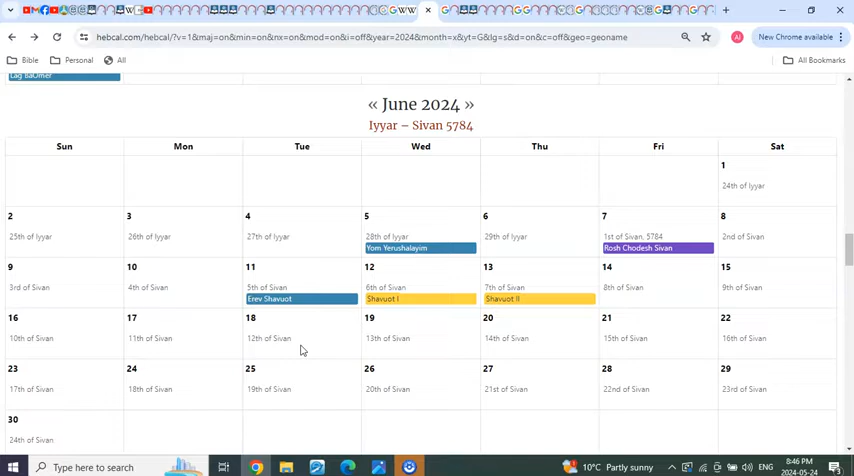 hebcal.com/hebcal/?v=1&maj=on&min=on&nx=on&mod=on&i=off&year=2024&month=x&yt=G&lg=s&d=on&c=off&geo=geoname
AI
New Chrome available
Bible
Personal
All
All Bookmarks
Lag BaOmer
« June 2024 »
Iyyar – Sivan 5784
Sun Mon Tue Wed Thu Fri Sat
1
24th of Iyyar
2 3 4 5 6 7 8
25th of Iyyar 26th of Iyyar 27th of Iyyar 28th of Iyyar 29th of Iyyar 1st of Sivan, 5784 2nd of Sivan
Yom Yerushalayim Rosh Chodesh Sivan
9 10 11 12 13 14 15
3rd of Sivan 4th of Sivan 5th of Sivan 6th of Sivan 7th of Sivan 8th of Sivan 9th of Sivan
Erev Shavuot Shavuot I Shavuot II
16 17 18 19 20 21 22
10th of Sivan 11th of Sivan 12th of Sivan 13th of Sivan 14th of Sivan 15th of Sivan 16th of Sivan
23 24 25 26 27 28 29
17th of Sivan 18th of Sivan 19th of Sivan 20th of Sivan 21st of Sivan 22nd of Sivan 23rd of Sivan
30
24th of Sivan
Type here to search
10°C Partly sunny
ENG
8:46 PM
2024-05-24